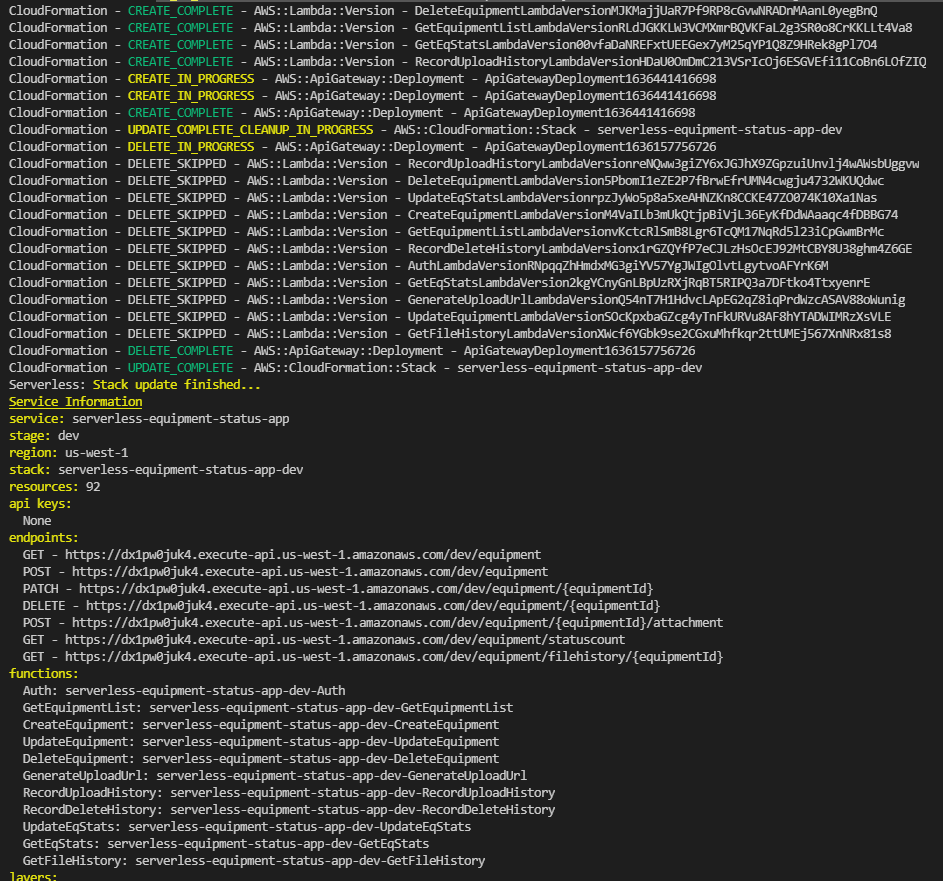 CloudFormation - CREATE_COMPLETE - AWS::Lambda::Version - DeleteEquipmentLambdaVersionMJKMajjUaR7Pf9RP8cGvwNRADnMAanL0yegBnQ
CloudFormation - CREATE_COMPLETE - AWS::Lambda::Version - GetEquipmentListLambdaVersionRLdJGKKLW3VCMXmrBQVKFaL2g3SR0o8CrKKLLt4Va8
CloudFormation - CREATE_COMPLETE - AWS::Lambda::Version - GetEqStatsLambdaVersion00vfaDaNREFxtUEEGex7yM25qYP1Q8Z9HRek8gPl7O4
CloudFormation - CREATE_COMPLETE - AWS::Lambda::Version - RecordUploadHistoryLambdaVersionHDaU0OmDmC213VSrIcOj6ESGVEfi11CoBn6LOfZIQ
CloudFormation - CREATE_IN_PROGRESS - AWS::ApiGateway::Deployment - ApiGatewayDeployment1636441416698
CloudFormation - CREATE_IN_PROGRESS - AWS::ApiGateway::Deployment - ApiGatewayDeployment1636441416698
CloudFormation - CREATE_COMPLETE - AWS::ApiGateway::Deployment - ApiGatewayDeployment1636441416698
CloudFormation - UPDATE_COMPLETE_CLEANUP_IN_PROGRESS - AWS::CloudFormation::Stack - serverless-equipment-status-app-dev
CloudFormation - DELETE_IN_PROGRESS - AWS::ApiGateway::Deployment - ApiGatewayDeployment1636157756726
CloudFormation - DELETE_SKIPPED - AWS::Lambda::Version - RecordUploadHistoryLambdaVersionreNQww3giZY6xJGJhX9ZGpzuiUnvlj4wAWsbUggvw
CloudFormation - DELETE_SKIPPED - AWS::Lambda::Version - DeleteEquipmentLambdaVersion5PbomI1eZE2P7fBrwEfrUMN4cwgju4732WKUQdwc
CloudFormation - DELETE_SKIPPED - AWS::Lambda::Version - UpdateEqStatsLambdaVersionrpzJyWo5p8a5xeAHNZKn8CCKE47ZO074K10Xa1Nas
CloudFormation - DELETE_SKIPPED - AWS::Lambda::Version - CreateEquipmentLambdaVersionM4VaILb3mUkQtjpBiVjL36EyKfDdWAaaqc4fDBBG74
CloudFormation - DELETE_SKIPPED - AWS::Lambda::Version - GetEquipmentListLambdaVersionvKctcRlSmB8Lgr6TcQM17NqRd5l23iCpGwmBrMc
CloudFormation - DELETE_SKIPPED - AWS::Lambda::Version - RecordDeleteHistoryLambdaVersionx1rGZQYfP7eCJLzHsOcEJ92MtCBY8U38ghm4Z6GE
CloudFormation - DELETE_SKIPPED - AWS::Lambda::Version - AuthLambdaVersionRNpqqZhHmdxMG3giYV57YgJWIgOlvtLgytvoAFYrK6M
CloudFormation - DELETE_SKIPPED - AWS::Lambda::Version - GetEqStatsLambdaVersion2kgYCnyGnLBpUzRXjRqBT5RIPQ3a7DFtko4TtxyenrE
CloudFormation - DELETE_SKIPPED - AWS::Lambda::Version - GenerateUploadUrlLambdaVersionQ54nT7H1HdvcLApEG2qZ8iqPrdWzcASAV88oWunig
CloudFormation - DELETE_SKIPPED - AWS::Lambda::Version - UpdateEquipmentLambdaVersionSOcKpxbaGZcg4yTnFkURVu8AF8hYTADWIMRzXsVLE
CloudFormation - DELETE_SKIPPED - AWS::Lambda::Version - GetFileHistoryLambdaVersionXWcf6YGbk9se2CGxuMhfkqr2ttUMEj567XnNRx81s8
CloudFormation - DELETE_COMPLETE - AWS::ApiGateway::Deployment - ApiGatewayDeployment1636157756726
CloudFormation - UPDATE_COMPLETE - AWS::CloudFormation::Stack - serverless-equipment-status-app-dev
Serverless: Stack update finished...
Service Information
service: serverless-equipment-status-app
stage: dev
region: us-west-1
stack: serverless-equipment-status-app-dev
resources: 92
api keys:
None
endpoints:
GET - https://dx1pw0juk4.execute-api.us-west-1.amazonaws.com/dev/equipment
POST - https://dx1pw0juk4.execute-api.us-west-1.amazonaws.com/dev/equipment
PATCH - https://dx1pw0juk4.execute-api.us-west-1.amazonaws.com/dev/equipment/{equipmentId}
DELETE - https://dx1pw0juk4.execute-api.us-west-1.amazonaws.com/dev/equipment/{equipmentId}
POST - https://dx1pw0juk4.execute-api.us-west-1.amazonaws.com/dev/equipment/{equipmentId}/attachment
GET - https://dx1pw0juk4.execute-api.us-west-1.amazonaws.com/dev/equipment/statuscount
GET - https://dx1pw0juk4.execute-api.us-west-1.amazonaws.com/dev/equipment/filehistory/{equipmentId}
functions:
Auth: serverless-equipment-status-app-dev-Auth
GetEquipmentList: serverless-equipment-status-app-dev-GetEquipmentList
CreateEquipment: serverless-equipment-status-app-dev-CreateEquipment
UpdateEquipment: serverless-equipment-status-app-dev-UpdateEquipment
DeleteEquipment: serverless-equipment-status-app-dev-DeleteEquipment
GenerateUploadUrl: serverless-equipment-status-app-dev-GenerateUploadUrl
RecordUploadHistory: serverless-equipment-status-app-dev-RecordUploadHistory
RecordDeleteHistory: serverless-equipment-status-app-dev-RecordDeleteHistory
UpdateEqStats: serverless-equipment-status-app-dev-UpdateEqStats
GetEqStats: serverless-equipment-status-app-dev-GetEqStats
GetFileHistory: serverless-equipment-status-app-dev-GetFileHistory
layers: